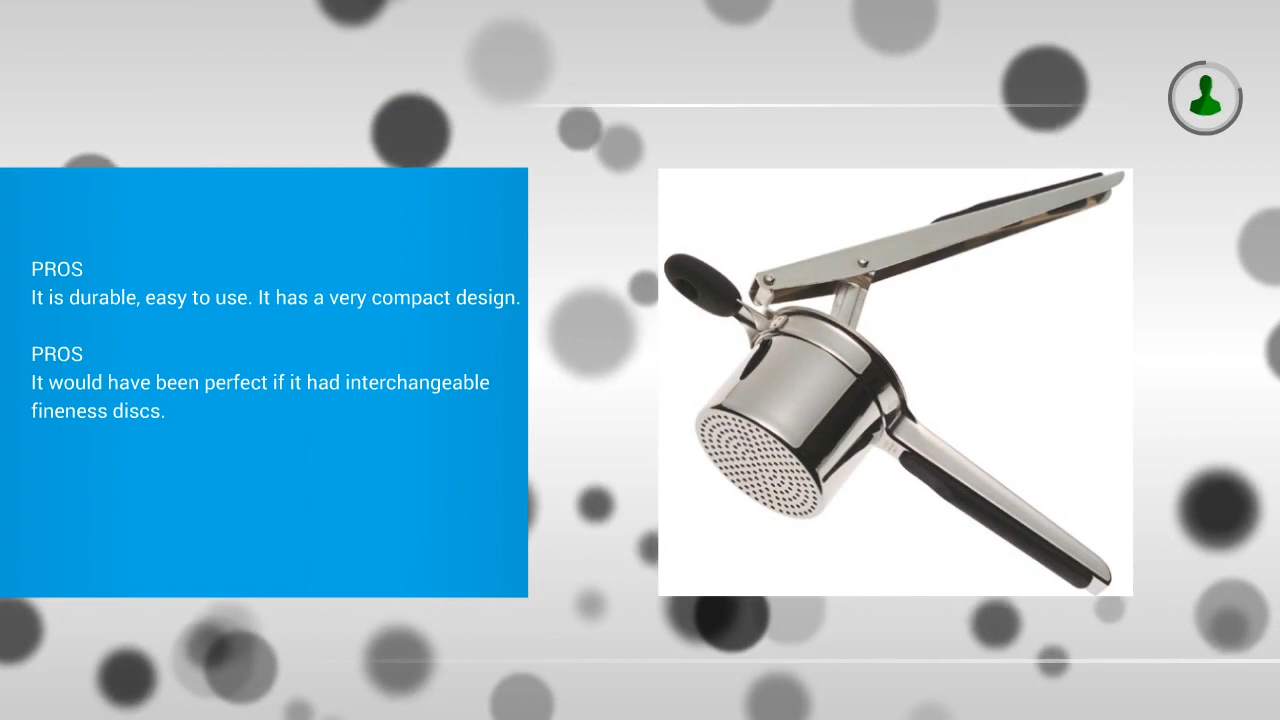 PROS
It is durable, easy to use. It has a very compact design.
PROS
It would have been perfect if it had interchangeable
fineness discs.